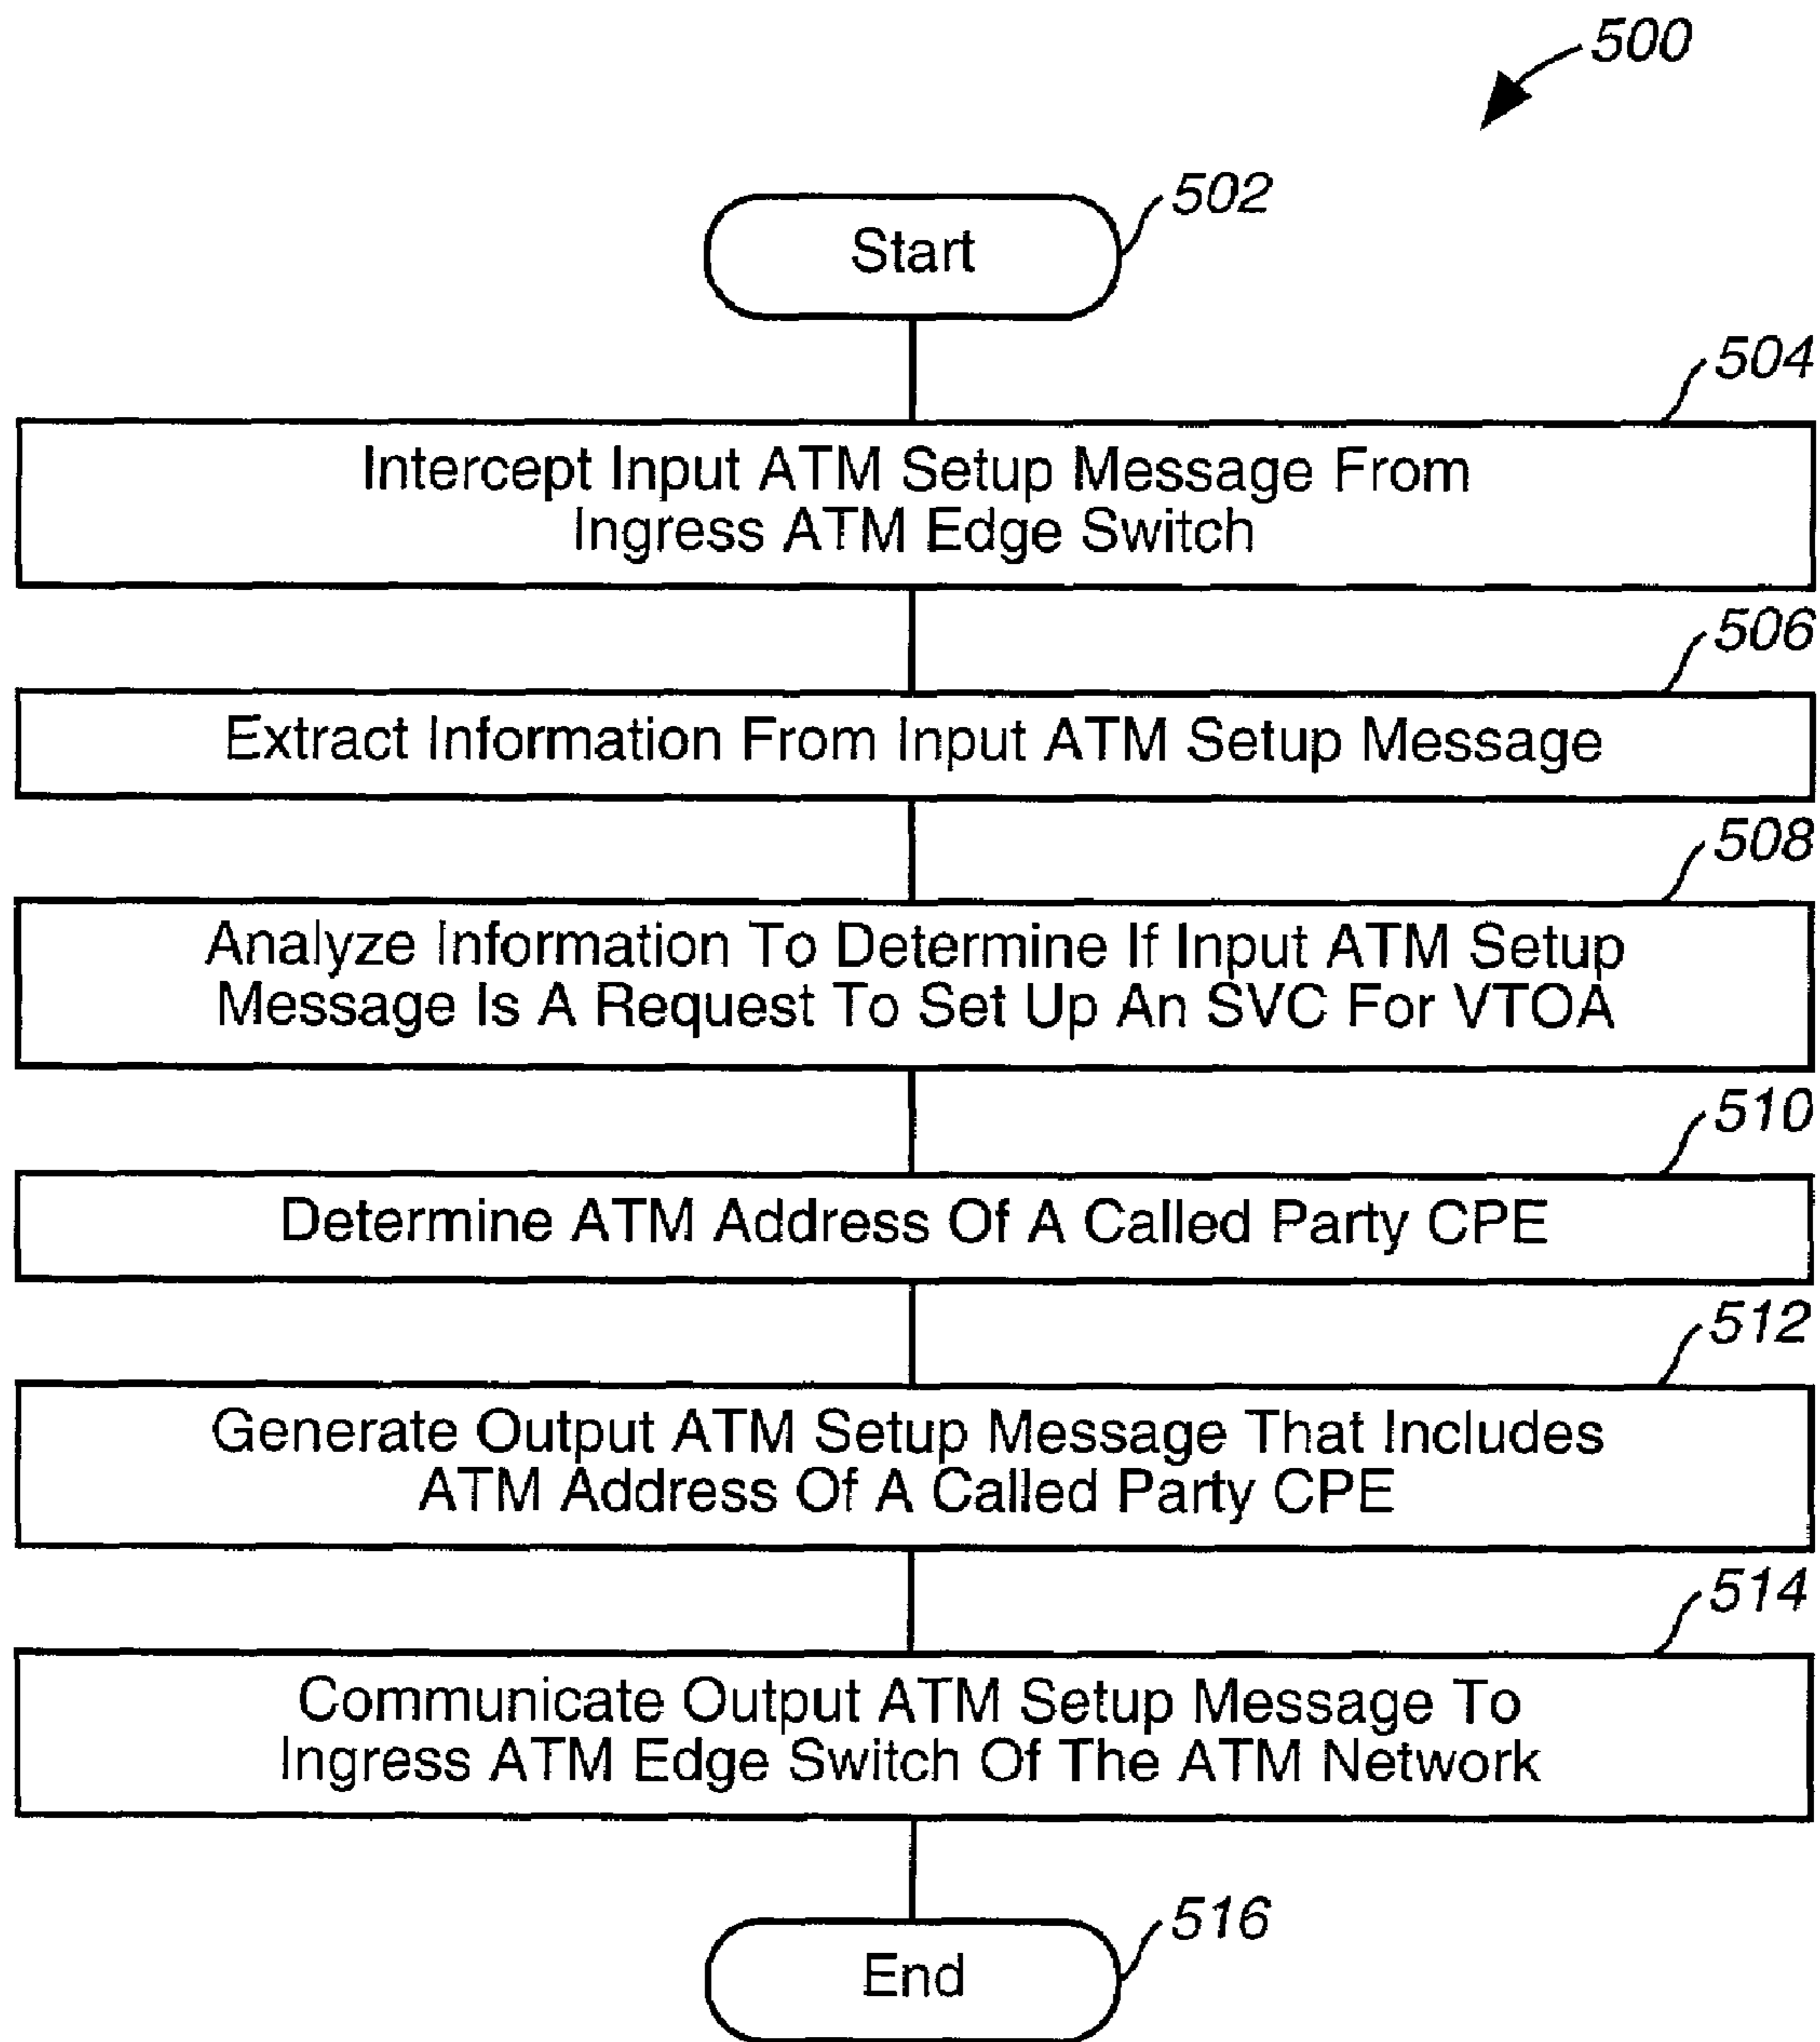 500
502
Start
504
Intercept Input ATM Setup Message From
Ingress ATM Edge Switch
506
Extract Information From Input ATM Setup Message
508
Analyze Information To Determine If Input ATM Setup
Message Is A Request To Set Up An SVC For VTOA
510
Determine ATM Address Of A Called Party CPE
512
Generate Output ATM Setup Message That Includes
ATM Address Of A Called Party CPE
514
Communicate Output ATM Setup Message To
Ingress ATM Edge Switch Of The ATM Network
516
End